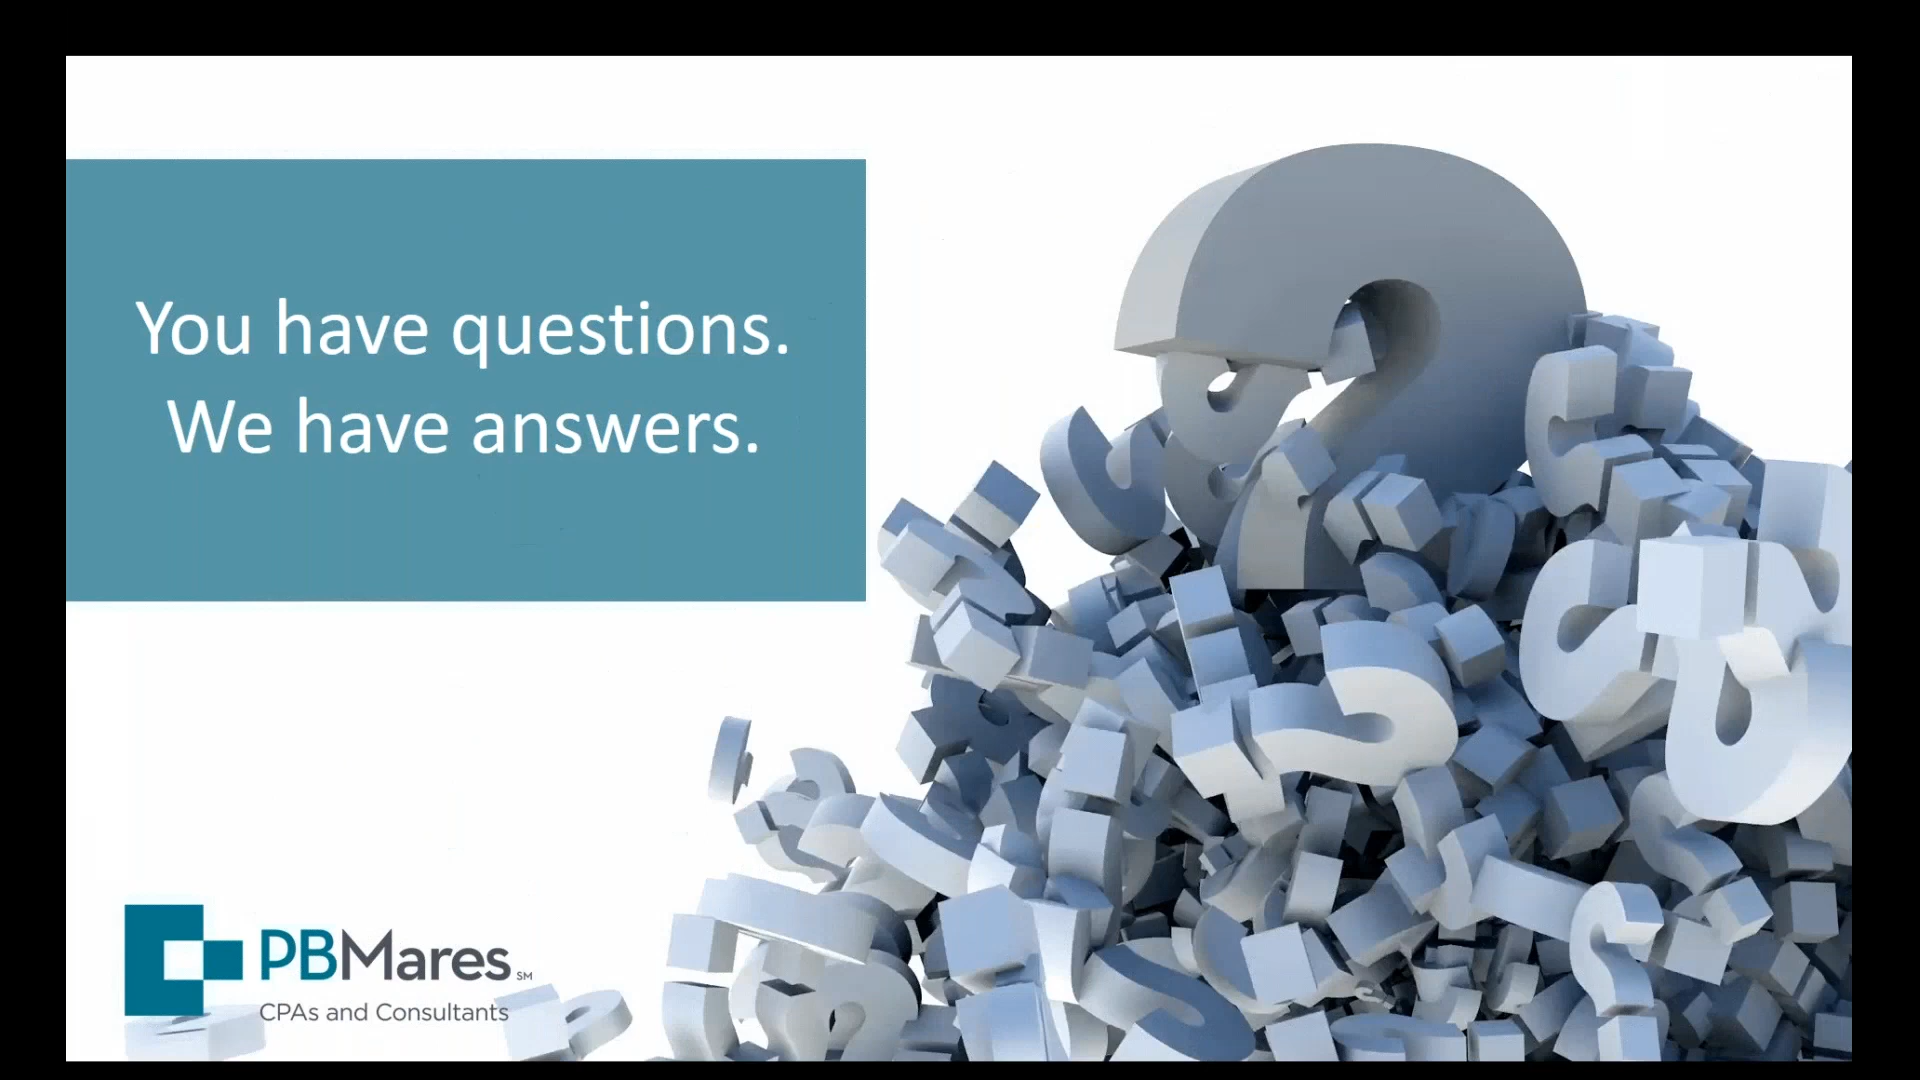 You have questions.
We have answers.
PBMares SM
CPAs and Consultants